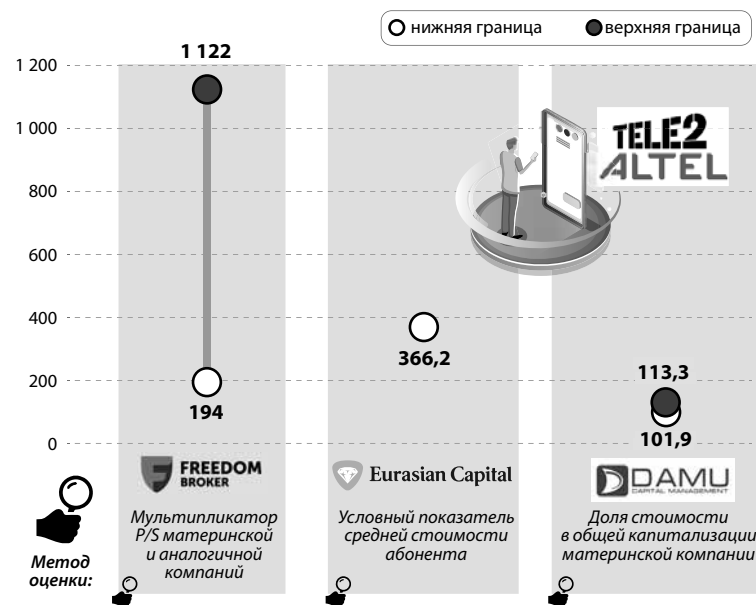 нижняя граница
верхняя граница
1 122
1 200
1 000
800
600
400
200
0
TELE2
ALTEL
194
366,2
113,3
101,9
FREEDOM
BROKER
Eurasian Capital
DAMU
CAPITAL MANAGEMENT
Метод
оценки:
Мультипликатор
P/S материнской
и аналогичной
компаний
Условный показатель
средней стоимости
абонента
Доля стоимости
в общей капитализации
материнской компании